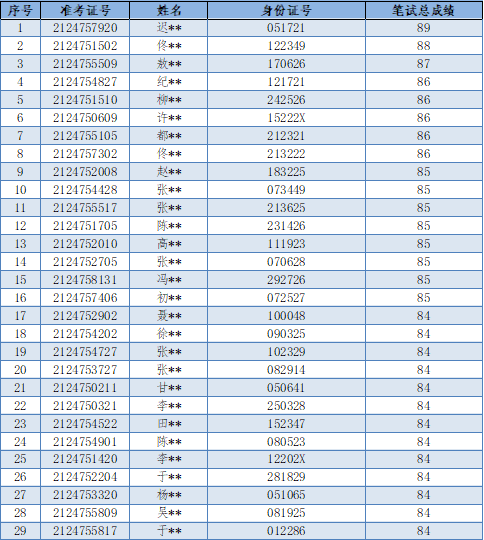 序号 准考证号 姓名 身份证号 笔试总成绩
1 2124757920 迟** 051721 89
2 2124751502 佟** 122349 88
3 2124755509 敖** 170626 87
4 2124754827 纪** 121721 86
5 2124751510 柳** 242526 86
6 2124750609 许** 15222X 86
7 2124755105 都** 212321 86
8 2124757302 佟** 213222 86
9 2124752008 赵** 183225 85
10 2124754428 张** 073449 85
11 2124755517 张** 213625 85
12 2124751705 陈** 231426 85
13 2124752010 高** 111923 85
14 2124752705 张** 070628 85
15 2124758131 冯** 292726 85
16 2124757406 初** 072527 85
17 2124752902 聂** 100048 84
18 2124754202 徐** 090325 84
19 2124754727 张** 102329 84
20 2124753727 张** 082914 84
21 2124750211 甘** 050641 84
22 2124750321 李** 250328 84
23 2124754522 田** 152347 84
24 2124754901 陈** 080523 84
25 2124751420 李** 12202X 84
26 2124752204 于** 281829 84
27 2124753320 杨** 051065 84
28 2124755809 吴** 081925 84
29 2124755817 于** 012286 84